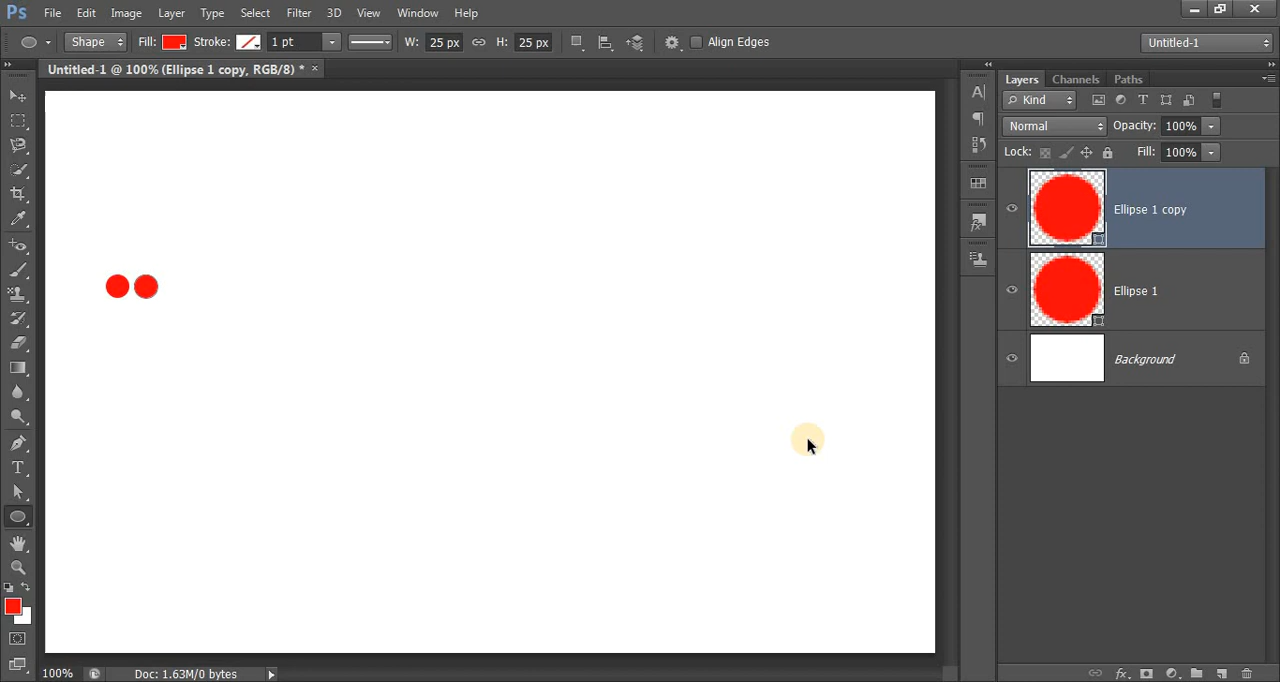 Ps File Edit Image Layer Type Select Filter 3D View Window Help
Shape Fill: Stroke: 1 pt W: 25 px H: 25 px Align Edges Untitled-1
Untitled-1 @ 100% (Ellipse 1 copy, RGB/8) * ×
Layers Channels Paths
Kind
Normal Opacity: 100%
Lock: Fill: 100%
Ellipse 1 copy
Ellipse 1
Background
100% Doc: 1.63M/0 bytes